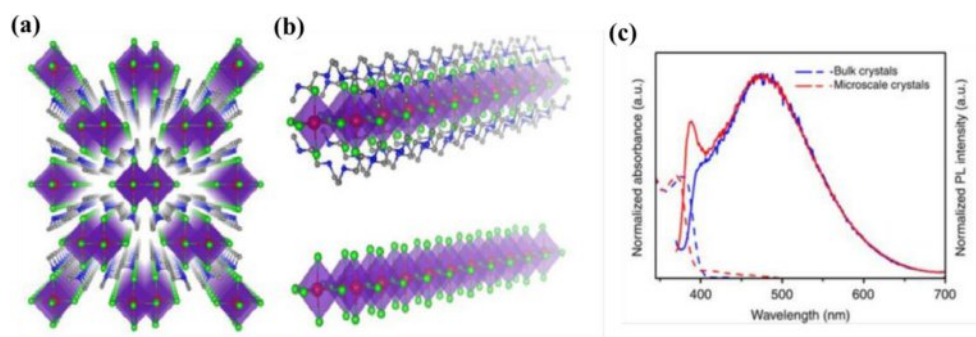 (a)
(b)
(c)
Normalized absorbance (a.u.)
Bulk crystals
Microscale crystals
Normalized PL intensity (a.u.)
400
500
600
700
Wavelength (nm)